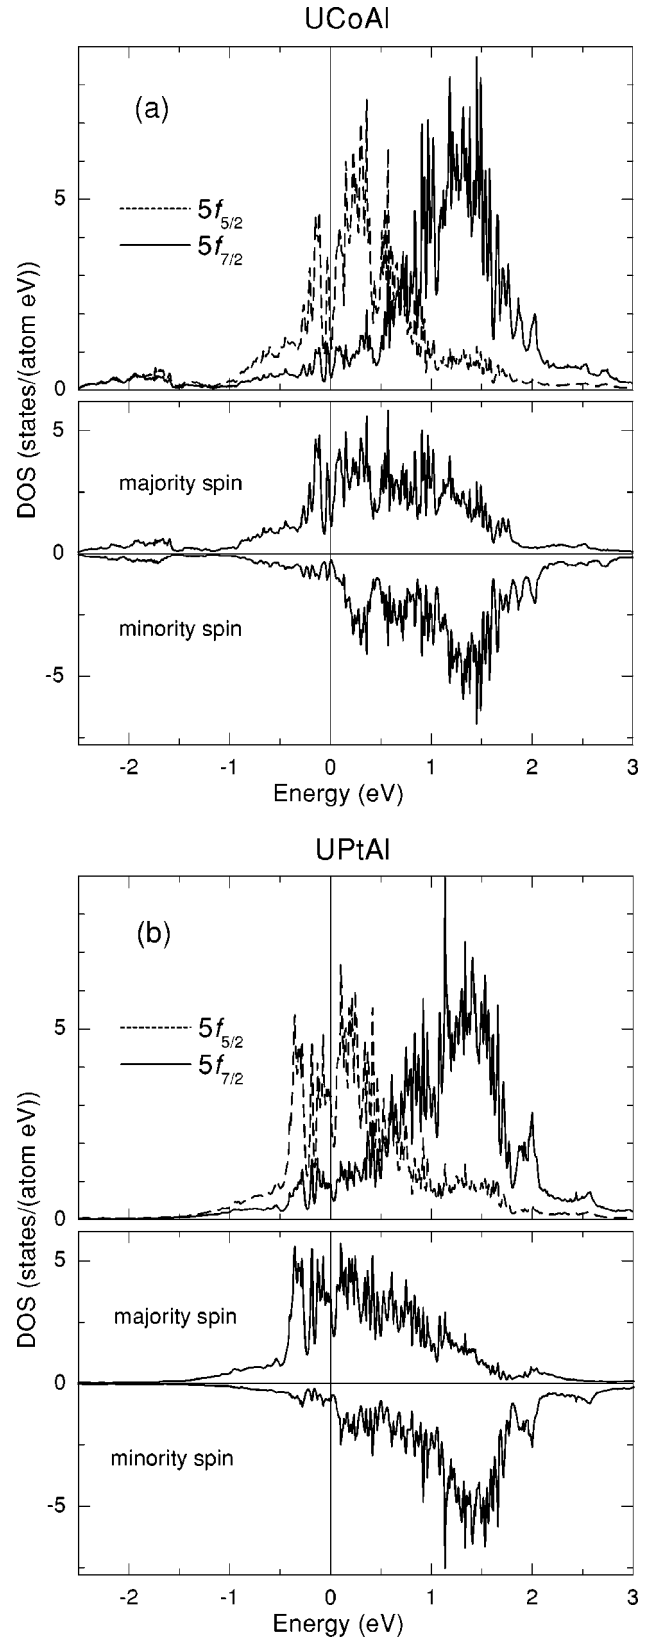 UCoAl
(a)
5f5/2
5f7/2
5
0
DOS (states/(atom eV))
5
majority spin
0
minority spin
-5
-2 -1 0 1 2 3
Energy (eV)
UPtAl
(b)
5f5/2
5f7/2
5
0
DOS (states/(atom eV))
5
majority spin
0
minority spin
-5
-2 -1 0 1 2 3
Energy (eV)